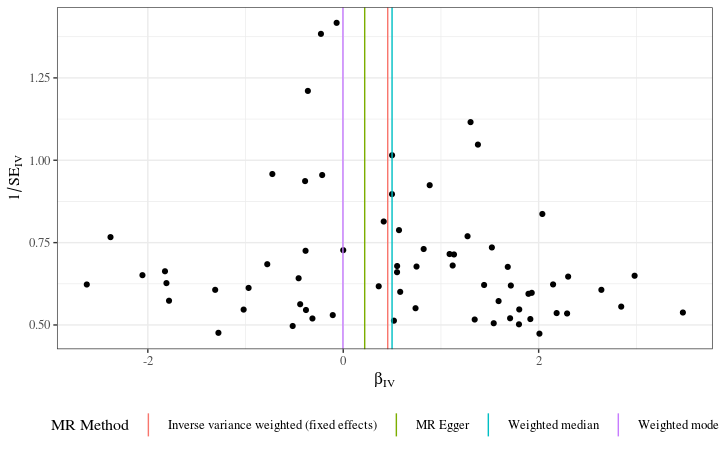 1.25
1.00
0.75
0.50
1/SE_IV
-2
0
2
β_IV
MR Method
Inverse variance weighted (fixed effects)
MR Egger
Weighted median
Weighted mode